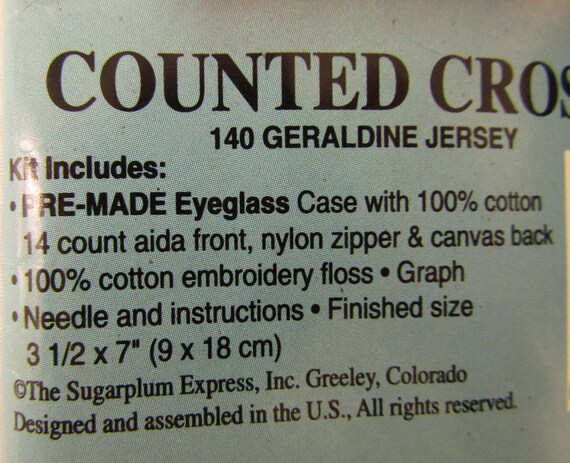 COUNTED CROS
140 GERALDINE JERSEY
Kit Includes:
• PRE-MADE Eyeglass Case with 100% cotton
14 count aida front, nylon zipper & canvas back
• 100% cotton embroidery floss • Graph
• Needle and instructions • Finished size
3 1/2 x 7" (9 x 18 cm)
©The Sugarplum Express, Inc. Greeley, Colorado
Designed and assembled in the U.S., All rights reserved.